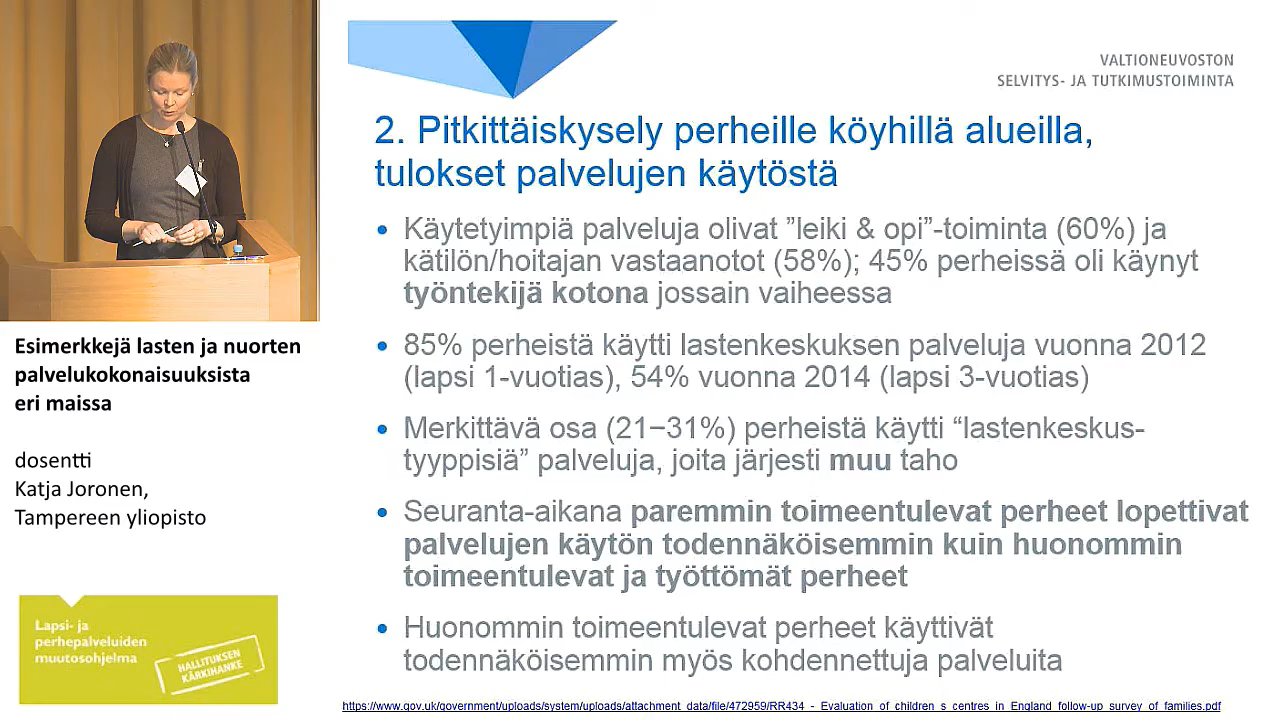 VALTIONEUVOSTON
SELVITYS- JA TUTKIMUSTOIMINTA
2. Pitkittäiskysely perheille köyhillä alueilla,
tulokset palvelujen käytöstä
• Käytetyimpiä palveluja olivat ”leiki & opi”-toiminta (60%) ja
kätilön/hoitajan vastaanotot (58%); 45% perheissä oli käynyt
työntekijä kotona jossain vaiheessa
• 85% perheistä käytti lastenkeskuksen palveluja vuonna 2012
(lapsi 1-vuotias), 54% vuonna 2014 (lapsi 3-vuotias)
• Merkittävä osa (21−31%) perheistä käytti “lastenkeskus-
tyyppisiä” palveluja, joita järjesti muu taho
• Seuranta-aikana paremmin toimeentulevat perheet lopettivat
palvelujen käytön todennäköisemmin kuin huonommin
toimeentulevat ja työttömät perheet
• Huonommin toimeentulevat perheet käyttivät
todennäköisemmin myös kohdennettuja palveluita
https://www.gov.uk/government/uploads/system/uploads/attachment_data/file/472959/RR434_-_Evaluation_of_children_s_centres_in_England_follow-up_survey_of_families.pdf
Esimerkkejä lasten ja nuorten
palvelukokonaisuuksista
eri maissa
dosentti
Katja Joronen,
Tampereen yliopisto
Lapsi- ja
perhepalveluiden
muutosohjelma
HALLITUKSEN
KÄRKIHANKE